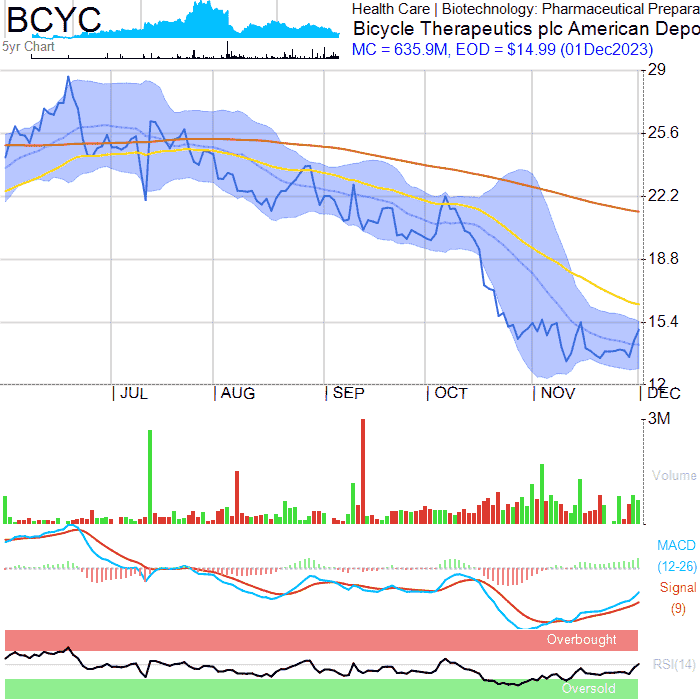 BCYC
5yr Chart
Health Care | Biotechnology: Pharmaceutical Prepara
Bicycle Therapeutics plc American Depo
MC = 635.9M, EOD = $14.99 (01Dec2023)
29
25.6
22.2
18.8
15.4
12
JUL AUG SEP OCT NOV DEC
3M
Volume
MACD
(12-26)
Signal
(9)
Overbought
RSI(14)
Oversold